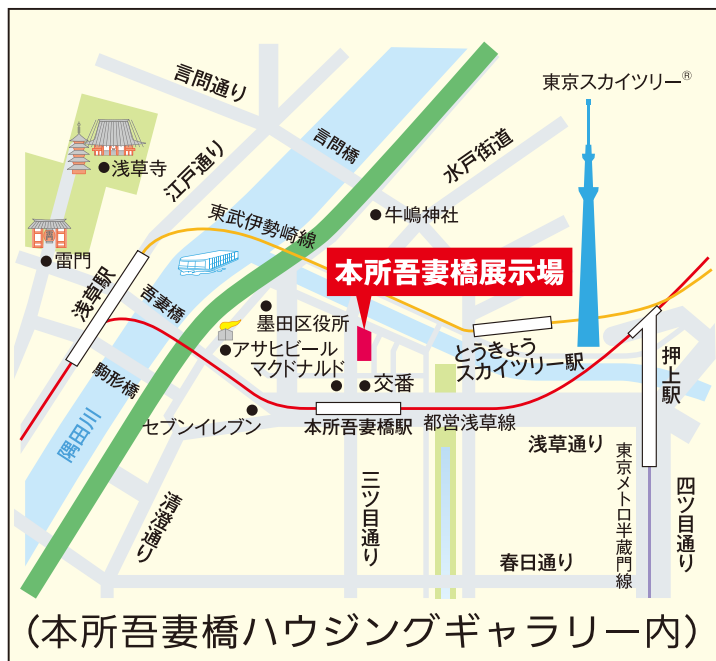 東京スカイツリー®
言問通り
言問橋
水戸街道
江戸通り
浅草寺
牛嶋神社
東武伊勢崎線
雷門
本所吾妻橋展示場
浅草駅
吾妻橋
墨田区役所
アサヒビール
マクドナルド
とうきょう
スカイツリー駅
押上駅
駒形橋
交番
セブンイレブン
本所吾妻橋駅
都営浅草線
浅草通り
隅田川
清澄通り
三ツ目通り
東京メトロ半蔵門線
四ツ目通り
春日通り
(本所吾妻橋ハウジングギャラリー内)